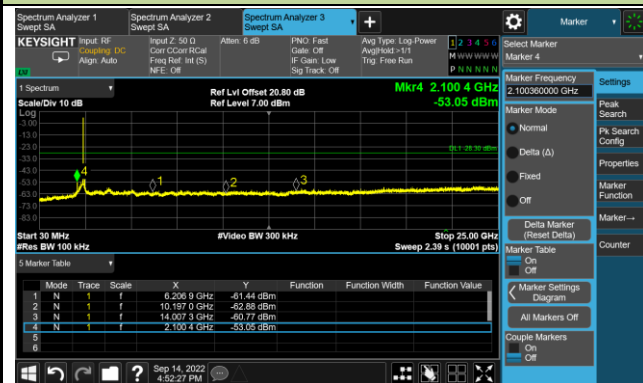 Spectrum Analyzer 1
Swept SA
Spectrum Analyzer 2
Swept SA
Spectrum Analyzer 3
Swept SA
Marker
KEYSIGHT
Input: RF
Coupling: DC
Align: Auto
Input Z: 50 Ω
Corr CCorr RCal
Freq Ref: Int (S)
NFE: Off
Atten: 6 dB
PNO: Fast
Gate: Off
IF Gain: Low
Sig Track: Off
Avg Type: Log-Power
Avg|Hold:>1/1
Trig: Free Run
1 2 3 4 5 6
M W W W W W
P N N N N N
Select Marker
Marker 4
1 Spectrum
Scale/Div 10 dB
Log
Ref Lvl Offset 20.80 dB
Ref Level 7.00 dBm
Mkr4 2.100 4 GHz
-53.05 dBm
-3.00
-13.0
-23.0
-33.0
-43.0
-53.0
-63.0
-73.0
-83.0
4
1
2
3
Start 30 MHz
#Res BW 100 kHz
#Video BW 300 kHz
Stop 25.00 GHz
Sweep 2.39 s (10001 pts)
5 Marker Table
Mode Trace Scale X Y Function Function Width Function Value
1 N 1 f 6.206 9 GHz -61.44 dBm
2 N 1 f 10.197 0 GHz -62.88 dBm
3 N 1 f 14.007 3 GHz -60.77 dBm
4 N 1 f 2.100 4 GHz -53.05 dBm
5
6
Marker Frequency
2.100360000 GHz
Marker Mode
Normal
Delta (Δ)
Fixed
Off
Delta Marker
(Reset Delta)
Marker Table
On
Off
Marker Settings
Diagram
All Markers Off
Couple Markers
On
Off
Settings
Peak
Search
Pk Search
Config
Properties
Marker
Function
Marker→
Counter
Sep 14, 2022
4:52:27 PM